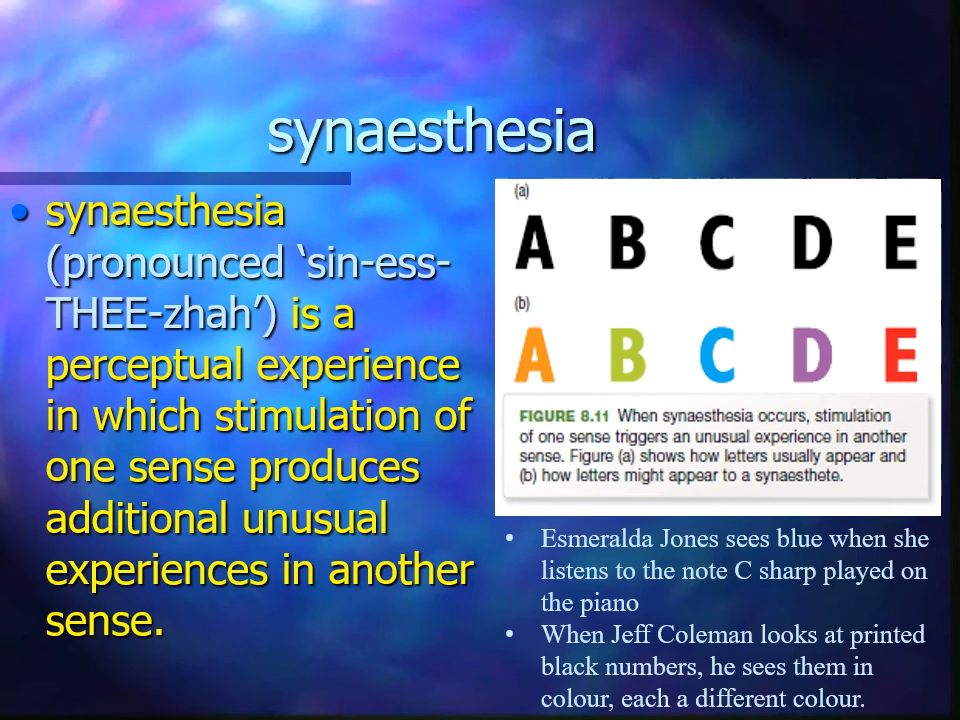 synaesthesia
• synaesthesia
(pronounced ‘sin-ess-
THEE-zhah’) is a
perceptual experience
in which stimulation of
one sense produces
additional unusual
experiences in another
sense.
(a)
A B C D E
(b)
A B C D E
FIGURE 8.11 When synaesthesia occurs, stimulation
of one sense triggers an unusual experience in another
sense. Figure (a) shows how letters usually appear and
(b) how letters might appear to a synaesthete.
• Esmeralda Jones sees blue when she
listens to the note C sharp played on
the piano
• When Jeff Coleman looks at printed
black numbers, he sees them in
colour, each a different colour.